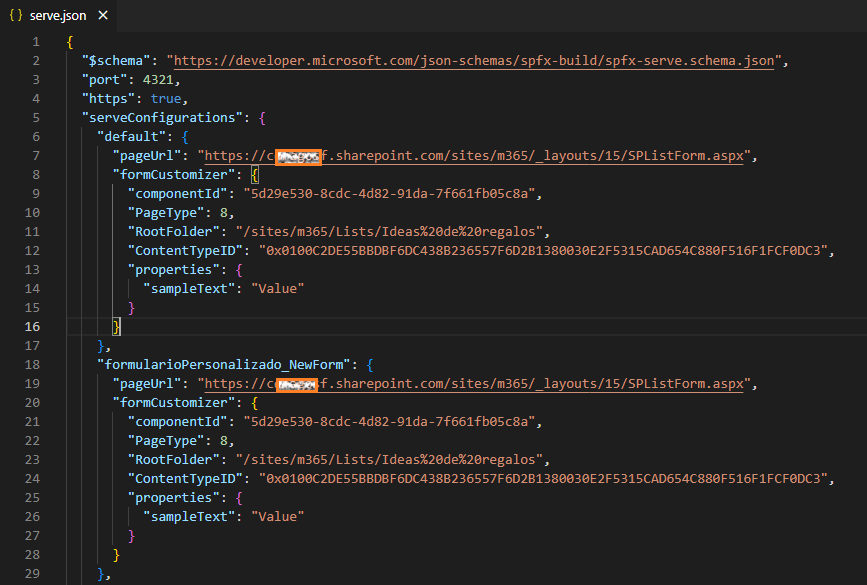 { } serve.json ×
1 {
2 "$schema": "https://developer.microsoft.com/json-schemas/spfx-build/spfx-serve.schema.json",
3 "port": 4321,
4 "https": true,
5 "serveConfigurations": {
6 "default": {
7 "pageUrl": "https://c f.sharepoint.com/sites/m365/_layouts/15/SPListForm.aspx",
8 "formCustomizer": {
9 "componentId": "5d29e530-8cdc-4d82-91da-7f661fb05c8a",
10 "PageType": 8,
11 "RootFolder": "/sites/m365/Lists/Ideas%20de%20regalos",
12 "ContentTypeID": "0x0100C2DE55BBDBF6DC438B236557F6D2B1380030E2F5315CAD654C880F516F1FCF0DC3",
13 "properties": {
14 "sampleText": "Value"
15 }
16 }
17 },
18 "formularioPersonalizado_NewForm": {
19 "pageUrl": "https://c f.sharepoint.com/sites/m365/_layouts/15/SPListForm.aspx",
20 "formCustomizer": {
21 "componentId": "5d29e530-8cdc-4d82-91da-7f661fb05c8a",
22 "PageType": 8,
23 "RootFolder": "/sites/m365/Lists/Ideas%20de%20regalos",
24 "ContentTypeID": "0x0100C2DE55BBDBF6DC438B236557F6D2B1380030E2F5315CAD654C880F516F1FCF0DC3",
25 "properties": {
26 "sampleText": "Value"
27 }
28 }
29 },